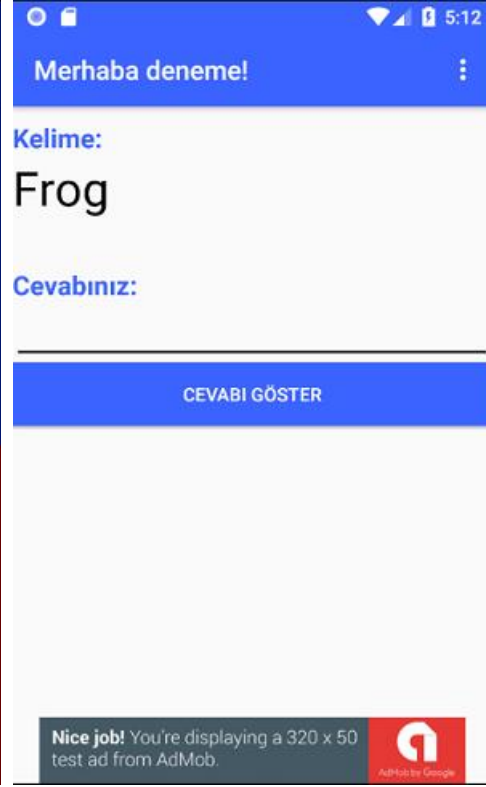 5:12
Merhaba deneme!
Kelime:
Frog
Cevabınız:
CEVABI GÖSTER
Nice job! You're displaying a 320 x 50
test ad from AdMob.
AdMob by Google